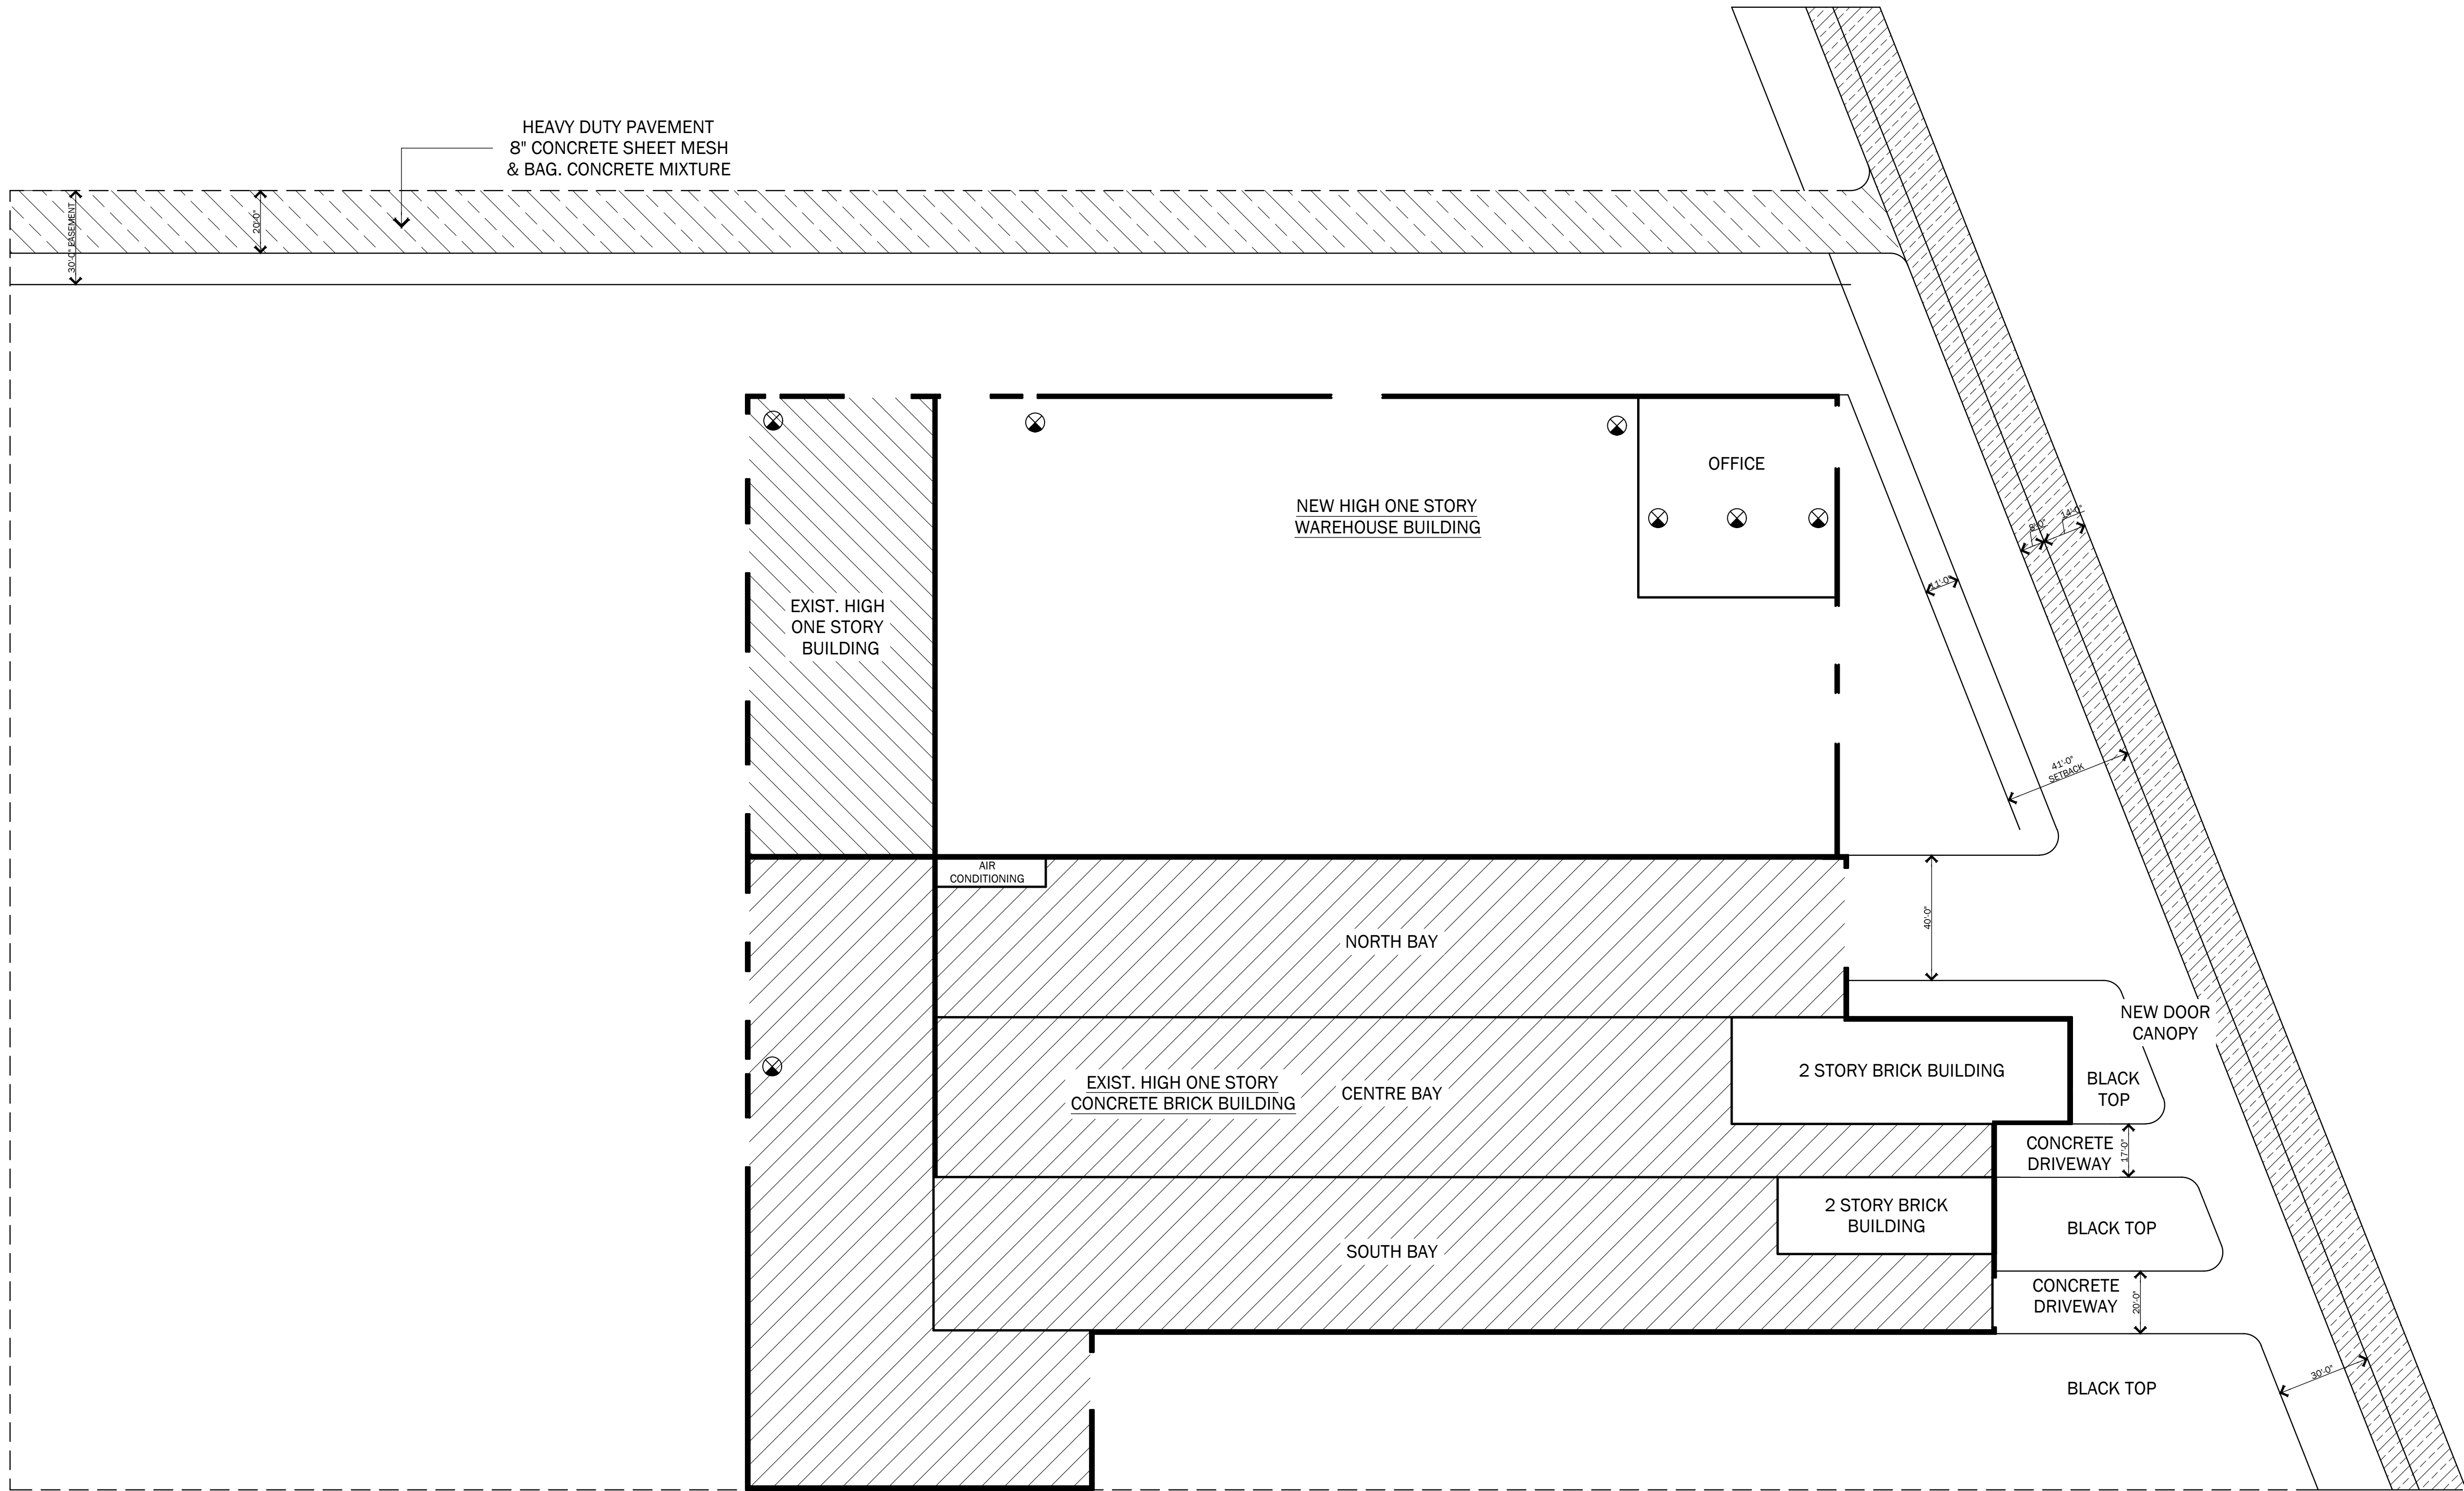 HEAVY DUTY PAVEMENT
8" CONCRETE SHEET MESH
& BAG. CONCRETE MIXTURE
30'-0" EASEMENT
20'-0"
OFFICE
NEW HIGH ONE STORY
WAREHOUSE BUILDING
8'-0"
14'-0"
11'-0"
EXIST. HIGH
ONE STORY
BUILDING
41'-0"
SETBACK
AIR
CONDITIONING
40'-0"
NORTH BAY
NEW DOOR
CANOPY
2 STORY BRICK BUILDING
BLACK
TOP
EXIST. HIGH ONE STORY
CONCRETE BRICK BUILDING
CENTRE BAY
CONCRETE
DRIVEWAY
17'-0"
2 STORY BRICK
BUILDING
BLACK TOP
SOUTH BAY
CONCRETE
DRIVEWAY
20'-0"
30'-0"
BLACK TOP